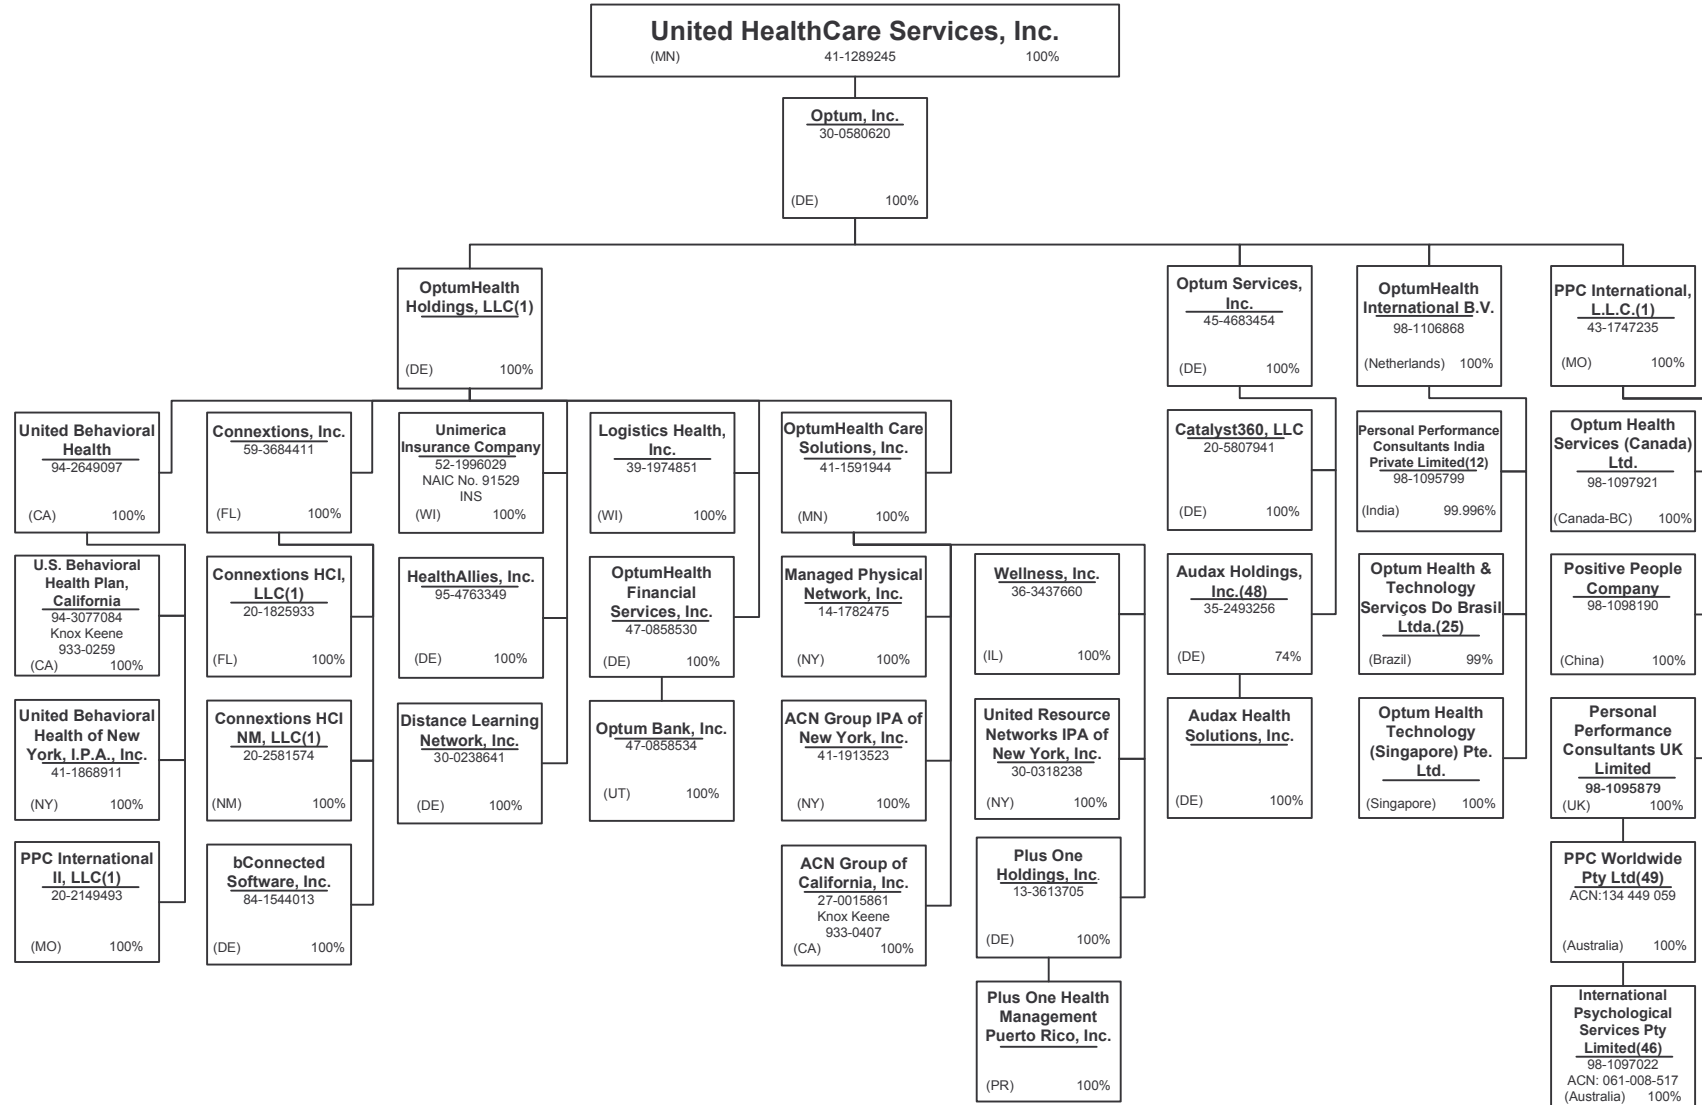 United HealthCare Services, Inc.
(MN) 41-1289245 100%
Optum, Inc.
30-0580620
(DE) 100%
OptumHealth
Holdings, LLC(1)
(DE) 100%
Optum Services,
Inc.
45-4683454
(DE) 100%
OptumHealth
International B.V.
98-1106868
(Netherlands) 100%
PPC International,
L.L.C.(1)
43-1747235
(MO) 100%
United Behavioral
Health
94-2649097
(CA) 100%
Connextions, Inc.
59-3684411
(FL) 100%
Unimerica
Insurance Company
52-1996029
NAIC No. 91529
INS
(WI) 100%
Logistics Health,
Inc.
39-1974851
(WI) 100%
OptumHealth Care
Solutions, Inc.
41-1591944
(MN) 100%
Catalyst360, LLC
20-5807941
(DE) 100%
Personal Performance
Consultants India
Private Limited(12)
98-1095799
(India) 99.996%
Optum Health
Services (Canada)
Ltd.
98-1097921
(Canada-BC) 100%
U.S. Behavioral
Health Plan,
California
94-3077084
Knox Keene
933-0259
(CA) 100%
Connextions HCI,
LLC(1)
20-1825933
(FL) 100%
HealthAllies, Inc.
95-4763349
(DE) 100%
OptumHealth
Financial
Services, Inc.
47-0858530
(DE) 100%
Managed Physical
Network, Inc.
14-1782475
(NY) 100%
Wellness, Inc.
36-3437660
(IL) 100%
Audax Holdings,
Inc.(48)
35-2493256
(DE) 74%
Optum Health &
Technology
Serviços Do Brasil
Ltda.(25)
(Brazil) 99%
Positive People
Company
98-1098190
(China) 100%
United Behavioral
Health of New
York, I.P.A., Inc.
41-1868911
(NY) 100%
Connextions HCI
NM, LLC(1)
20-2581574
(NM) 100%
Distance Learning
Network, Inc.
30-0238641
(DE) 100%
Optum Bank, Inc.
47-0858534
(UT) 100%
ACN Group IPA of
New York, Inc.
41-1913523
(NY) 100%
United Resource
Networks IPA of
New York, Inc.
30-0318238
(NY) 100%
Audax Health
Solutions, Inc.
(DE) 100%
Optum Health
Technology
(Singapore) Pte.
Ltd.
(Singapore) 100%
Personal
Performance
Consultants UK
Limited
98-1095879
(UK) 100%
PPC International
II, LLC(1)
20-2149493
(MO) 100%
bConnected
Software, Inc.
84-1544013
(DE) 100%
ACN Group of
California, Inc.
27-0015861
Knox Keene
933-0407
(CA) 100%
Plus One
Holdings, Inc.
13-3613705
(DE) 100%
PPC Worldwide
Pty Ltd(49)
ACN:134 449 059
(Australia) 100%
Plus One Health
Management
Puerto Rico, Inc.
(PR) 100%
International
Psychological
Services Pty
Limited(46)
98-1097022
ACN: 061-008-517
(Australia) 100%